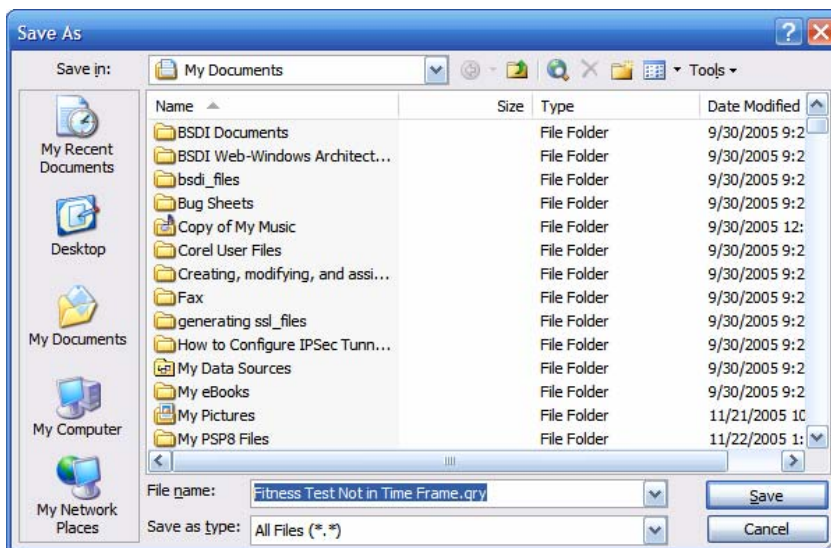 Save As
Save in: My Documents Tools
Name Size Type Date Modified
My Recent Documents
Desktop
My Documents
My Computer
My Network Places
BSDI Documents File Folder 9/30/2005 9:2
BSDI Web-Windows Architect... File Folder 9/30/2005 9:2
bsdi_files File Folder 9/30/2005 9:2
Bug Sheets File Folder 9/30/2005 9:2
Copy of My Music File Folder 9/30/2005 12:
Corel User Files File Folder 9/30/2005 9:2
Creating, modifying, and assi... File Folder 9/30/2005 9:2
Fax File Folder 9/30/2005 9:2
generating ssl_files File Folder 9/30/2005 9:2
How to Configure IPSec Tunn... File Folder 9/30/2005 9:2
My Data Sources File Folder 9/30/2005 9:2
My eBooks File Folder 9/30/2005 9:2
My Pictures File Folder 11/21/2005 10
My PSP8 Files File Folder 11/22/2005 1:
File name: Fitness Test Not in Time Frame.qry Save
Save as type: All Files (*.*) Cancel